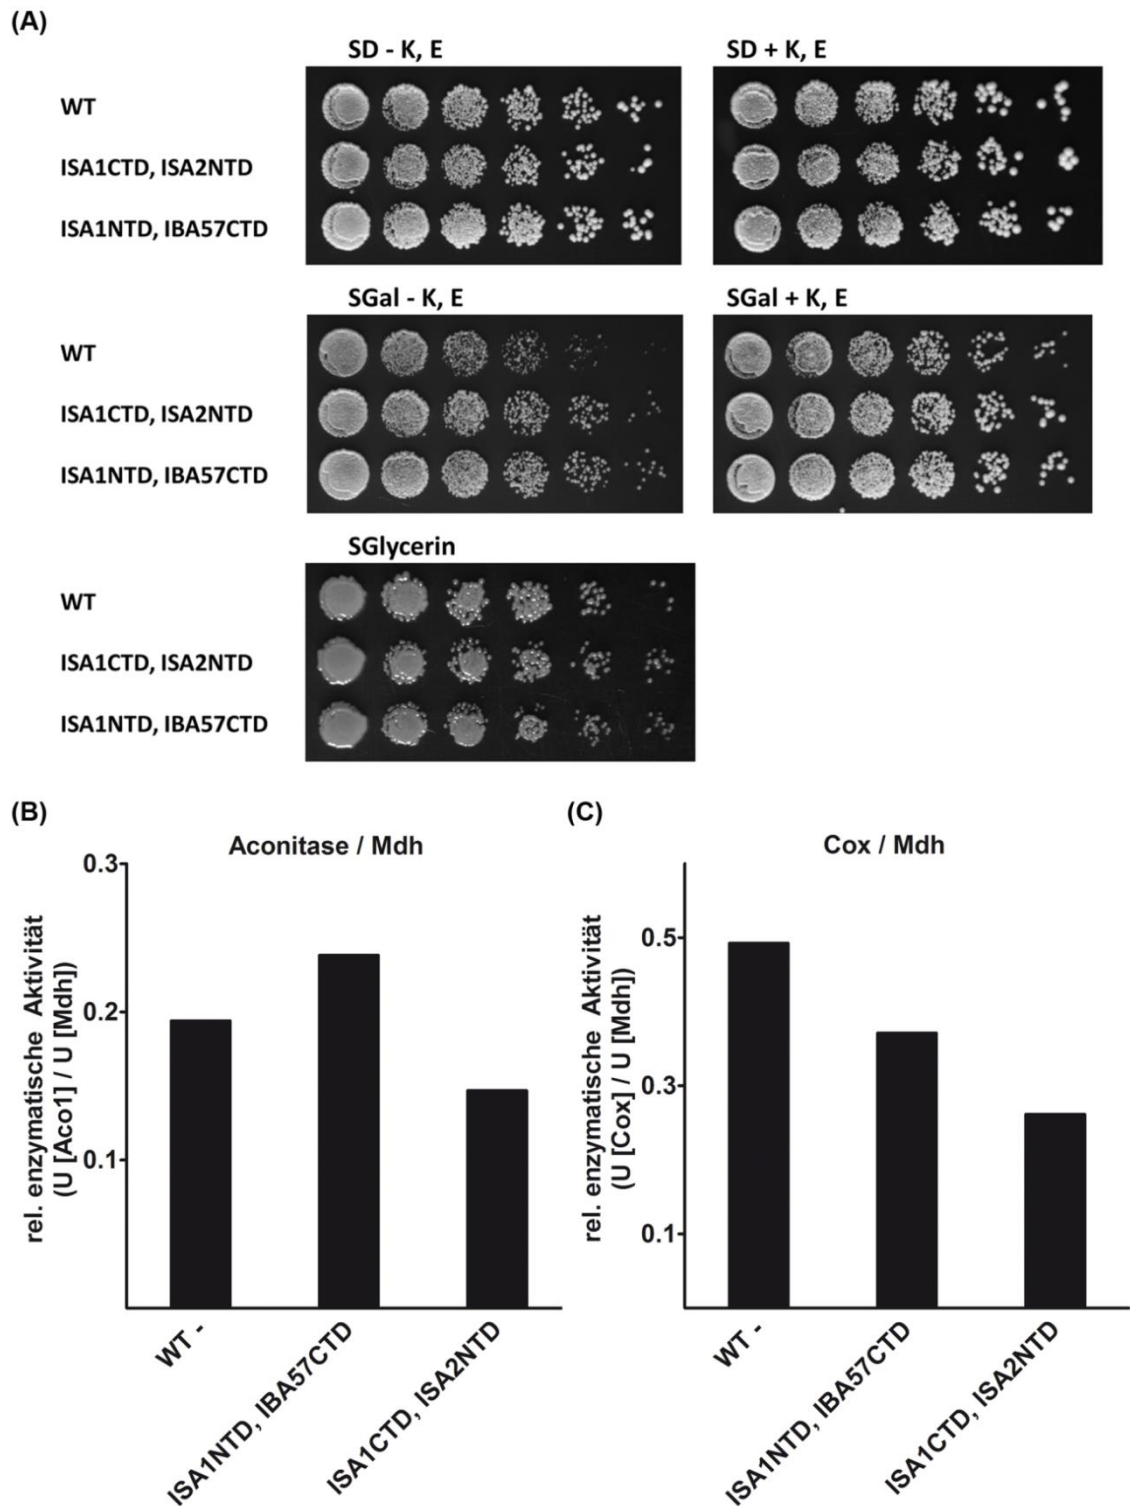 (A)
SD - K, E
SD + K, E
WT
ISA1CTD, ISA2NTD
ISA1NTD, IBA57CTD
SGal - K, E
SGal + K, E
WT
ISA1CTD, ISA2NTD
ISA1NTD, IBA57CTD
SGlycerin
WT
ISA1CTD, ISA2NTD
ISA1NTD, IBA57CTD
(B)
Aconitase / Mdh
rel. enzymatische Aktivität
(U [Aco1] / U [Mdh])
0.3
0.2
0.1
WT -
ISA1NTD, IBA57CTD
ISA1CTD, ISA2NTD
(C)
Cox / Mdh
rel. enzymatische Aktivität
(U [Cox] / U [Mdh])
0.5
0.3
0.1
WT -
ISA1NTD, IBA57CTD
ISA1CTD, ISA2NTD